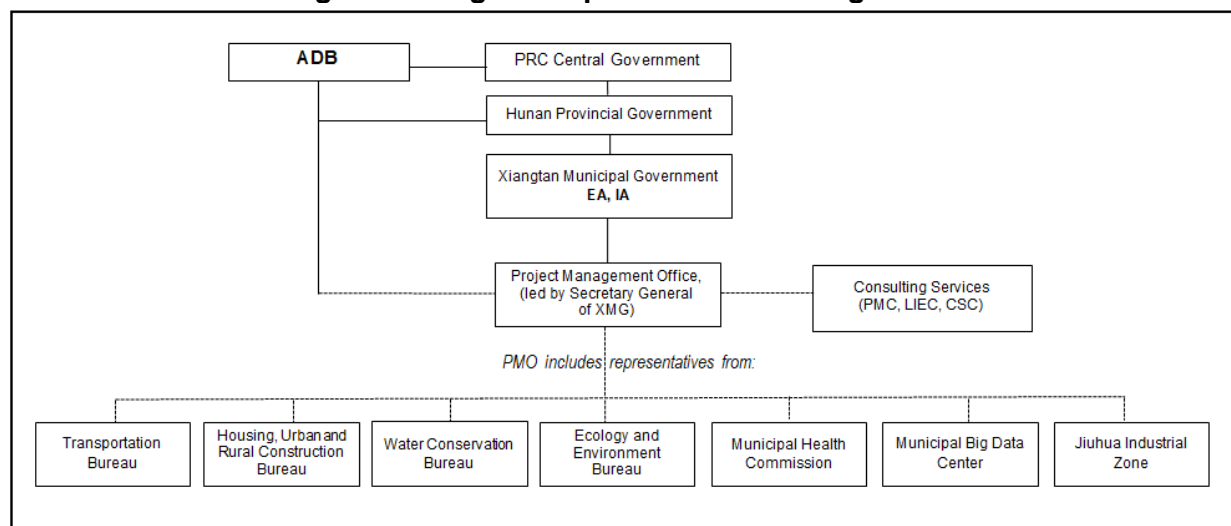 ADB
PRC Central Government
Hunan Provincial Government
Xiangtan Municipal Government
EA, IA
Project Management Office,
(led by Secretary General
of XMG)
Consulting Services
(PMC, LIEC, CSC)
PMO includes representatives from:
Transportation
Bureau
Housing, Urban and
Rural Construction
Bureau
Water Conservation
Bureau
Ecology and
Environment
Bureau
Municipal Health
Commission
Municipal Big Data
Center
Jiuhua Industrial
Zone